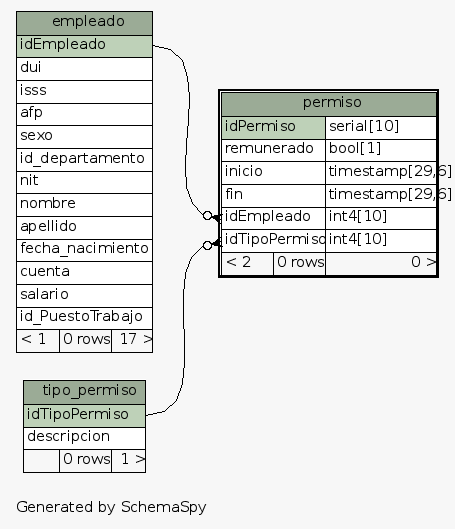 empleado
idEmpleado
dui
isss
afp
sexo
id_departamento
nit
nombre
apellido
fecha_nacimiento
cuenta
salario
id_PuestoTrabajo
< 1 0 rows 17 >
permiso
idPermiso serial[10]
remunerado bool[1]
inicio timestamp[29,6]
fin timestamp[29,6]
idEmpleado int4[10]
idTipoPermiso int4[10]
< 2 0 rows 0 >
tipo_permiso
idTipoPermiso
descripcion
0 rows 1 >
Generated by SchemaSpy